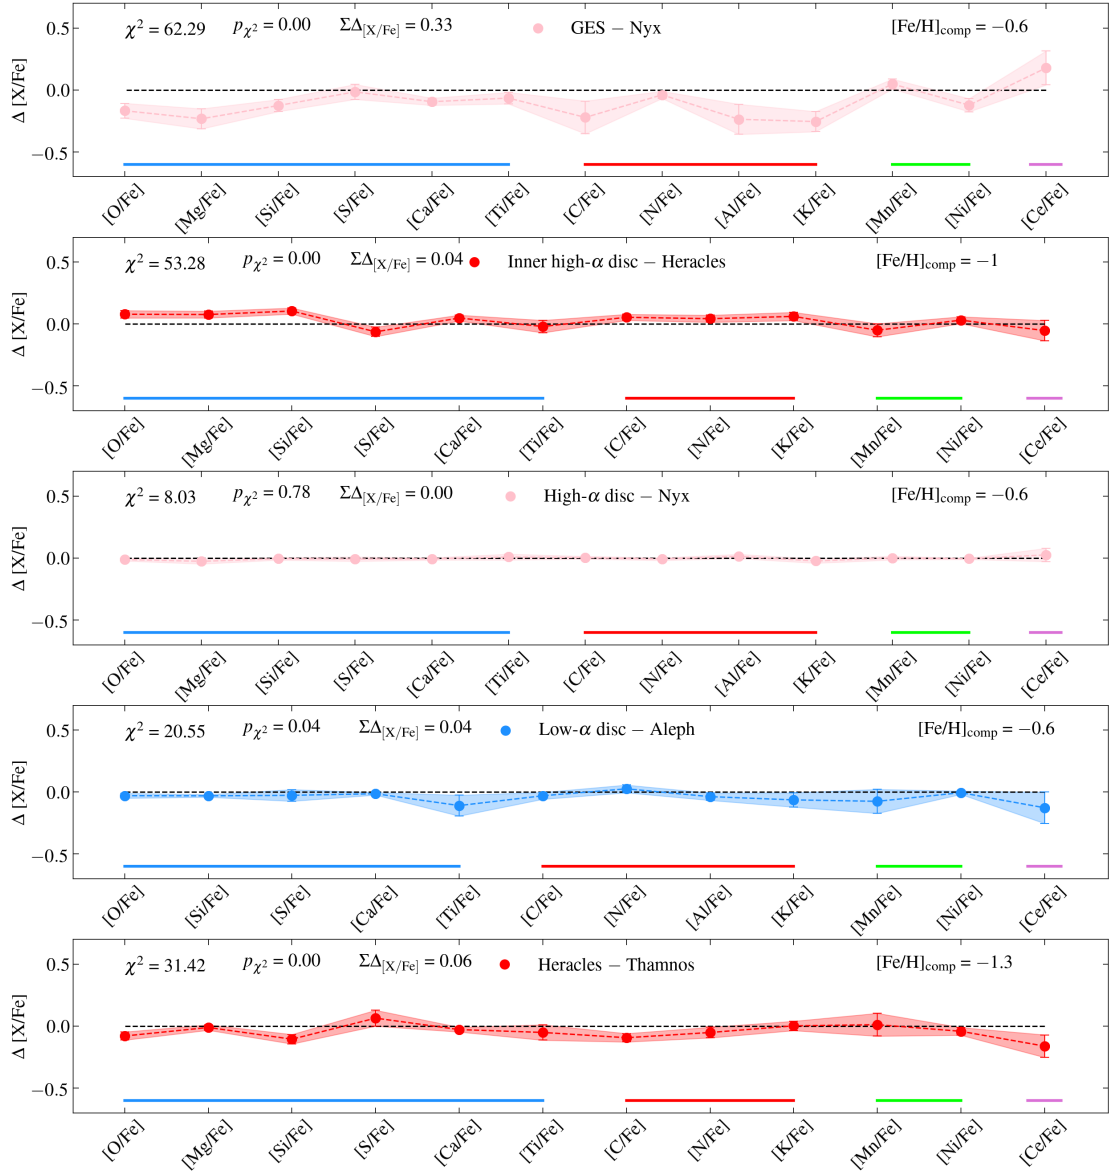 χ² = 62.29 p_χ² = 0.00 ΣΔ[X/Fe] = 0.33 GES − Nyx [Fe/H]comp = −0.6
Δ [X/Fe]
0.5
0.0
−0.5
[O/Fe] [Mg/Fe] [Si/Fe] [S/Fe] [Ca/Fe] [Ti/Fe] [C/Fe] [N/Fe] [Al/Fe] [K/Fe] [Mn/Fe] [Ni/Fe] [Ce/Fe]
χ² = 53.28 p_χ² = 0.00 ΣΔ[X/Fe] = 0.04 Inner high-α disc − Heracles [Fe/H]comp = −1
Δ [X/Fe]
0.5
0.0
−0.5
[O/Fe] [Mg/Fe] [Si/Fe] [S/Fe] [Ca/Fe] [Ti/Fe] [C/Fe] [N/Fe] [K/Fe] [Mn/Fe] [Ni/Fe] [Ce/Fe]
χ² = 8.03 p_χ² = 0.78 ΣΔ[X/Fe] = 0.00 High-α disc − Nyx [Fe/H]comp = −0.6
Δ [X/Fe]
0.5
0.0
−0.5
[O/Fe] [Mg/Fe] [Si/Fe] [S/Fe] [Ca/Fe] [Ti/Fe] [C/Fe] [N/Fe] [Al/Fe] [K/Fe] [Mn/Fe] [Ni/Fe] [Ce/Fe]
χ² = 20.55 p_χ² = 0.04 ΣΔ[X/Fe] = 0.04 Low-α disc − Aleph [Fe/H]comp = −0.6
Δ [X/Fe]
0.5
0.0
−0.5
[O/Fe] [Si/Fe] [S/Fe] [Ca/Fe] [Ti/Fe] [C/Fe] [N/Fe] [Al/Fe] [K/Fe] [Mn/Fe] [Ni/Fe] [Ce/Fe]
χ² = 31.42 p_χ² = 0.00 ΣΔ[X/Fe] = 0.06 Heracles − Thamnos [Fe/H]comp = −1.3
Δ [X/Fe]
0.5
0.0
−0.5
[O/Fe] [Mg/Fe] [Si/Fe] [S/Fe] [Ca/Fe] [Ti/Fe] [C/Fe] [N/Fe] [K/Fe] [Mn/Fe] [Ni/Fe] [Ce/Fe]